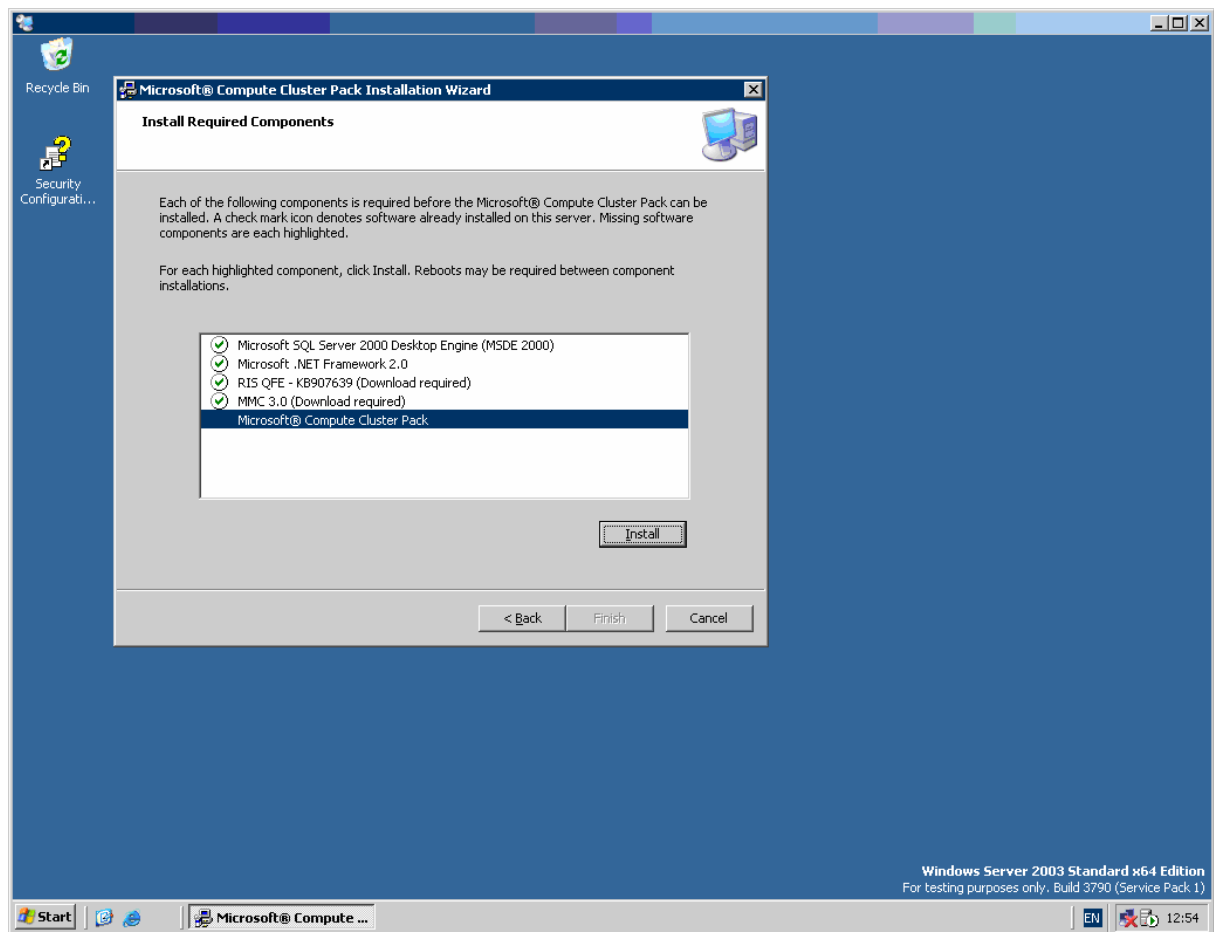 Recycle Bin
Security
Configurati...
Microsoft® Compute Cluster Pack Installation Wizard
Install Required Components
Each of the following components is required before the Microsoft® Compute Cluster Pack can be
installed. A check mark icon denotes software already installed on this server. Missing software
components are each highlighted.
For each highlighted component, click Install. Reboots may be required between component
installations.
Microsoft SQL Server 2000 Desktop Engine (MSDE 2000)
Microsoft .NET Framework 2.0
RIS QFE - KB907639 (Download required)
MMC 3.0 (Download required)
Microsoft® Compute Cluster Pack
Install
< Back
Finish
Cancel
Windows Server 2003 Standard x64 Edition
For testing purposes only. Build 3790 (Service Pack 1)
Start
Microsoft® Compute ...
EN
12:54